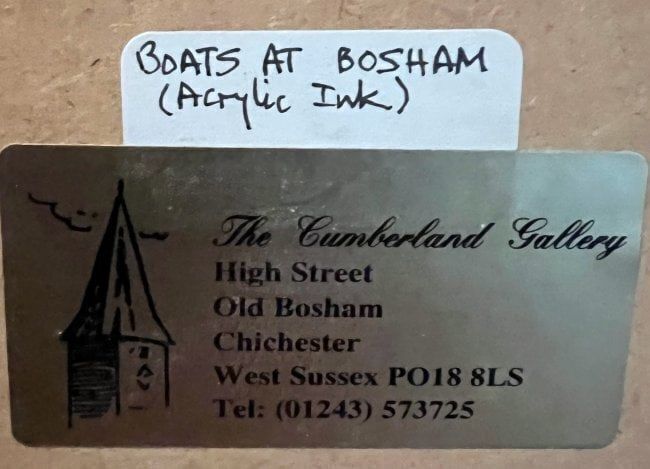 BOATS AT BOSHAM
(Acrylic Ink)
The Cumberland Gallery
High Street
Old Bosham
Chichester
West Sussex PO18 8LS
Tel: (01243) 573725